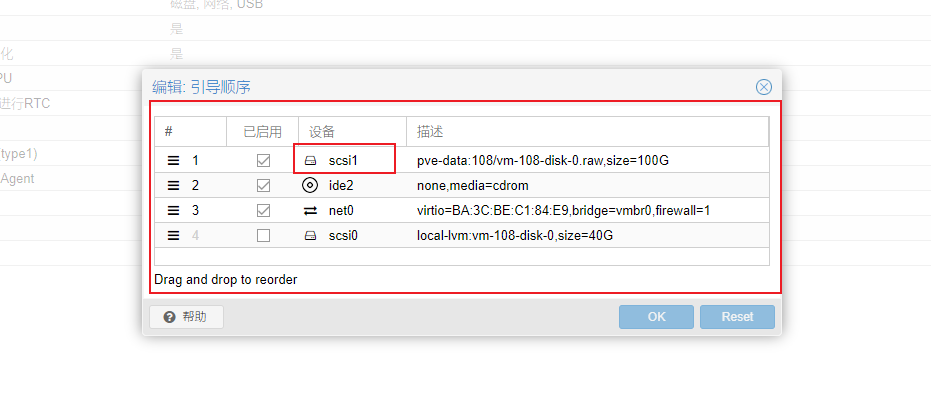 磁盘, 网络, USB
是
化 是
PU
编辑: 引导顺序
进行RTC
# 已启用 设备 描述
1 scsi1 pve-data:108/vm-108-disk-0.raw,size=100G
type1)
2 ide2 none,media=cdrom
Agent
3 net0 virtio=BA:3C:BE:C1:84:E9,bridge=vmbr0,firewall=1
4 scsi0 local-lvm:vm-108-disk-0,size=40G
Drag and drop to reorder
帮助 OK Reset